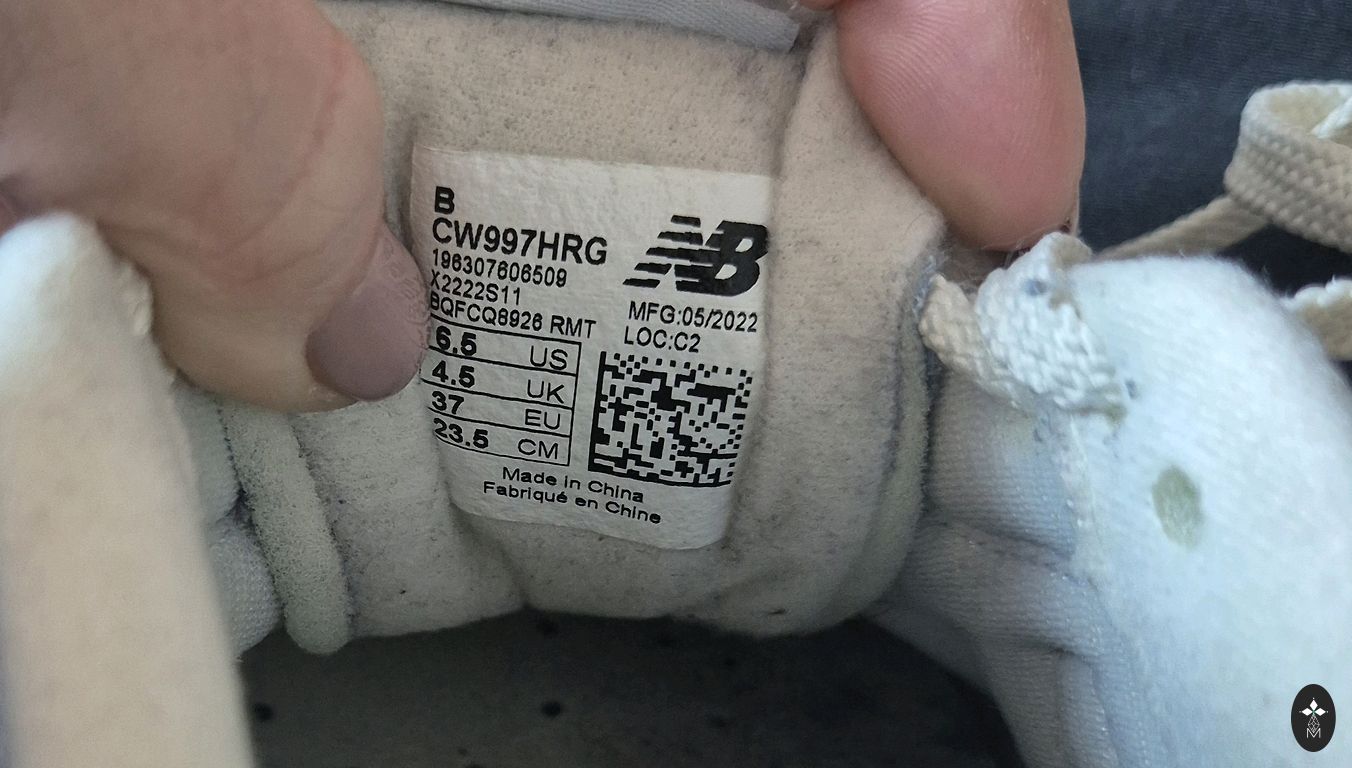 B
CW997HRG
196307606509
X2222S11
BQFCQ8926 RMT
NB
MFG:05/2022
LOC:C2
6.5 US
4.5 UK
37 EU
23.5 CM
Made in China
Fabriqué en Chine
M